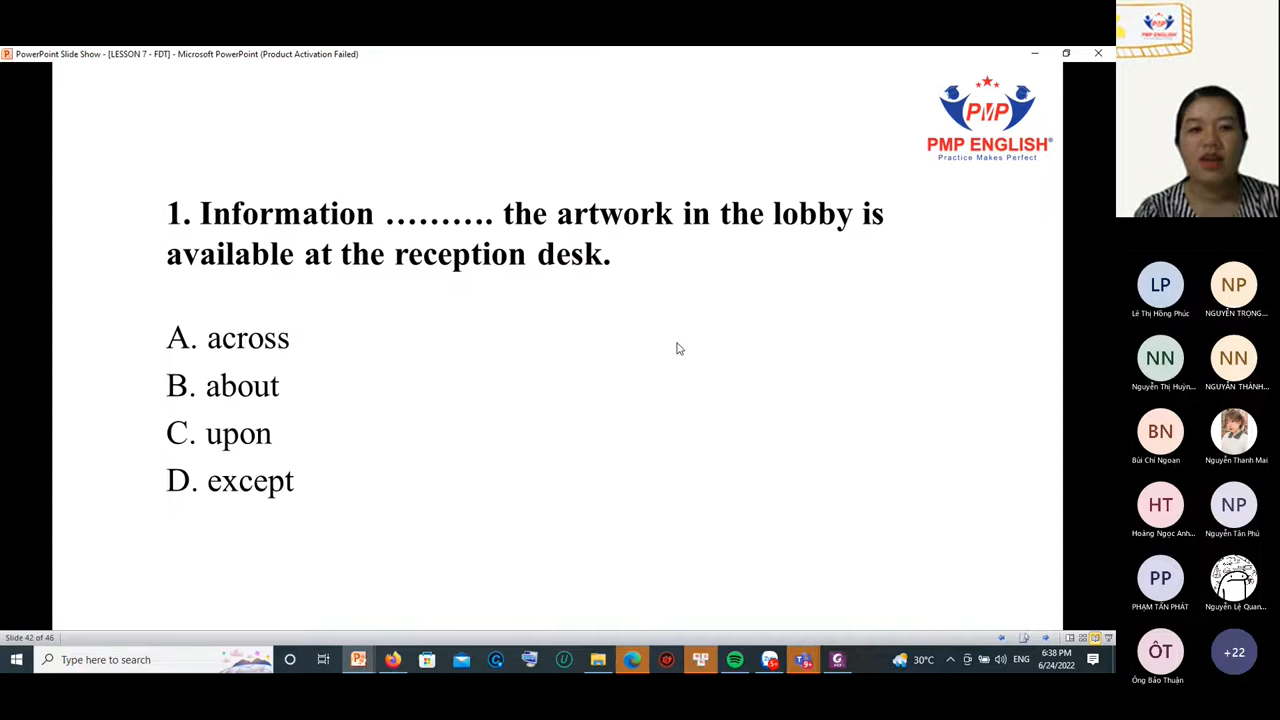 PowerPoint Slide Show - [LESSON 7 - FDT] - Microsoft PowerPoint (Product Activation Failed)
PMP ENGLISH
PMP
PMP ENGLISH®
Practice Makes Perfect
1. Information ………. the artwork in the lobby is
available at the reception desk.
A. across
B. about
C. upon
D. except
LP
Lê Thị Hồng Phúc
NP
NGUYỄN TRỌNG...
NN
Nguyễn Thị Huỳn...
NN
NGUYỄN THÀNH...
BN
Bùi Chí Ngoan
Nguyễn Thanh Mai
HT
Hoàng Ngọc Anh...
NP
Nguyễn Tân Phú
PP
PHẠM TẤN PHÁT
Nguyễn Lệ Quan...
ÔT
Ông Bảo Thuận
+22
Slide 42 of 46
Type here to search
30°C
ENG
6:38 PM
6/24/2022